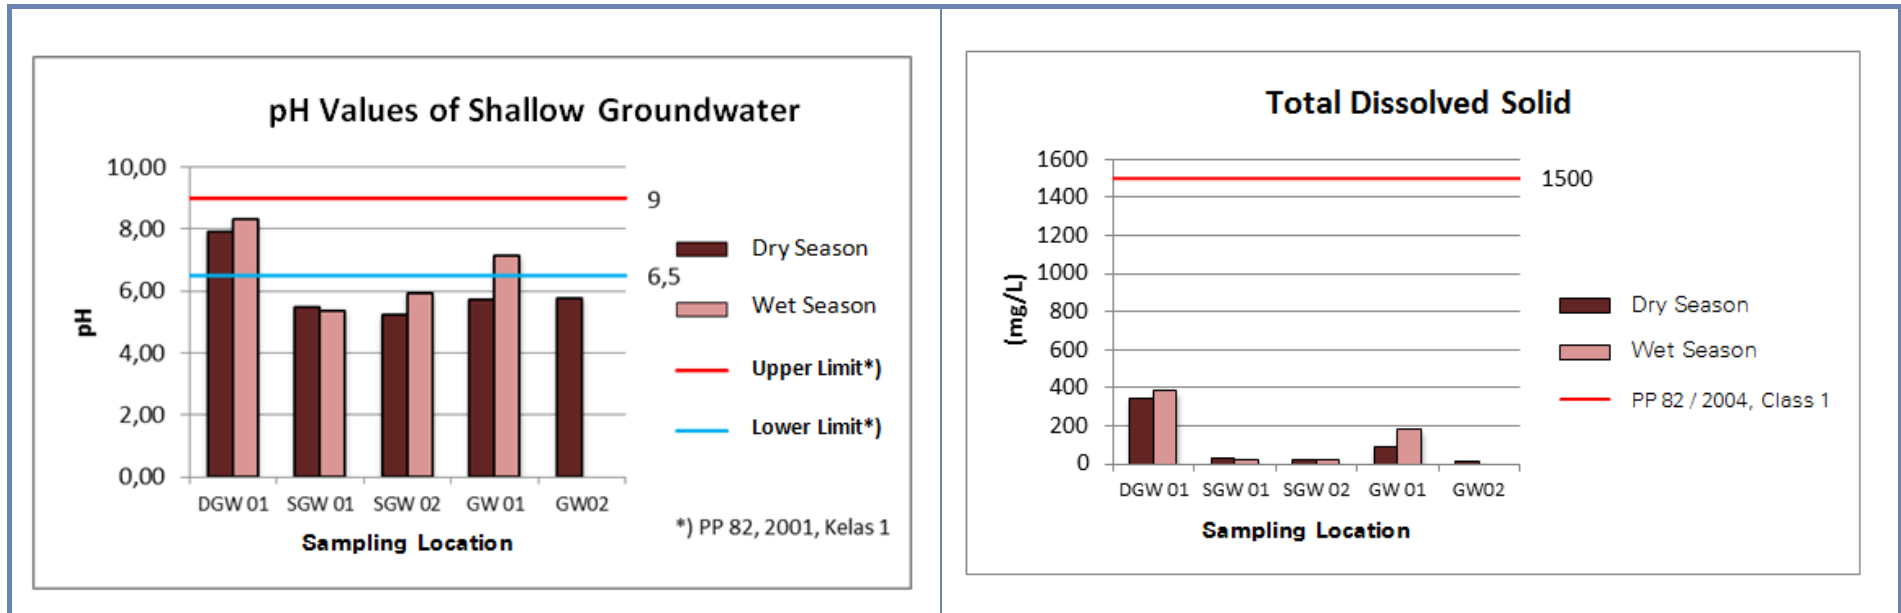 pH Values of Shallow Groundwater
10,00
8,00
6,00
4,00
2,00
0,00
pH
9
6,5
Dry Season
Wet Season
Upper Limit*)
Lower Limit*)
DGW 01 SGW 01 SGW 02 GW 01 GW02
Sampling Location
*) PP 82, 2001, Kelas 1
Total Dissolved Solid
1600
1400
1200
1000
800
600
400
200
0
(mg/L)
1500
Dry Season
Wet Season
PP 82 / 2004, Class 1
DGW 01 SGW 01 SGW 02 GW 01 GW02
Sampling Location